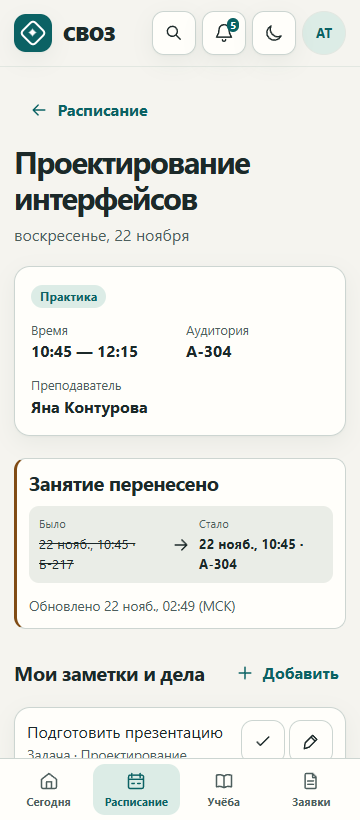 СВОЗ
5
АТ
Расписание
Проектирование
интерфейсов
воскресенье, 22 ноября
Практика
Время
Аудитория
10:45 — 12:15
А-304
Преподаватель
Яна Контурова
Занятие перенесено
Было
Стало
22 нояб., 10:45 ·
Б-217
22 нояб., 10:45 ·
А-304
Обновлено 22 нояб., 02:49 (МСК)
Мои заметки и дела
Добавить
Подготовить презентацию
Задача · Проектирование
Сегодня
Расписание
Учёба
Заявки